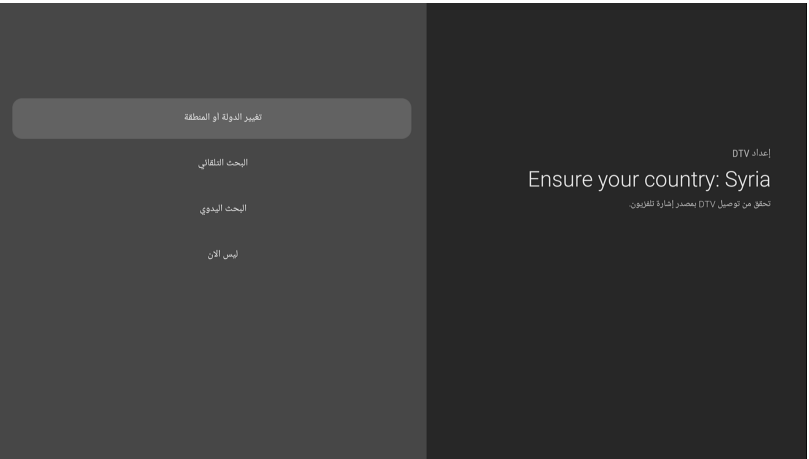 إعداد DTV
Ensure your country: Syria
تحقق من توصيل DTV بمصدر إشارة تلفزيون.
تغيير الدولة أو المنطقة
البحث التلقائي
البحث اليدوي
ليس الان